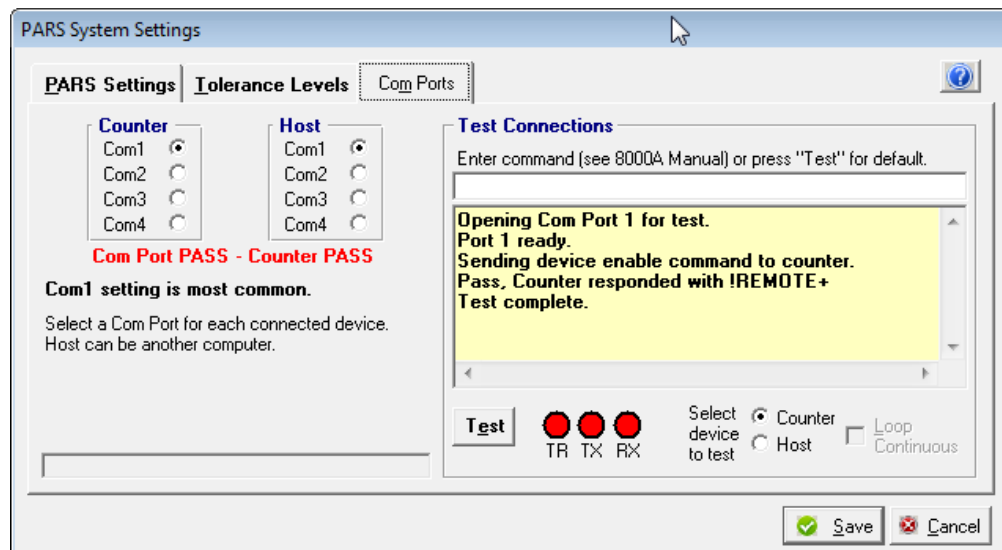 PARS System Settings
PARS Settings
Tolerance Levels
Com Ports
Counter
Com1
Com2
Com3
Com4
Host
Com1
Com2
Com3
Com4
Com Port PASS - Counter PASS
Com1 setting is most common.
Select a Com Port for each connected device.
Host can be another computer.
Test Connections
Enter command (see 8000A Manual) or press "Test" for default.
Opening Com Port 1 for test.
Port 1 ready.
Sending device enable command to counter.
Pass, Counter responded with !REMOTE+
Test complete.
Test
TR TX RX
Select
device
to test
Counter
Host
Loop
Continuous
Save
Cancel